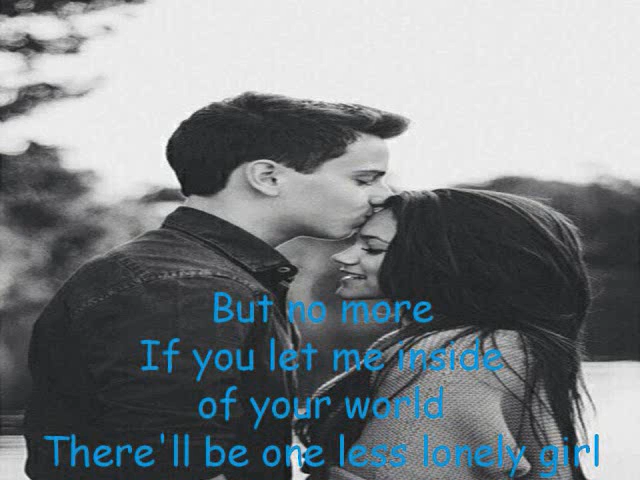 But no more
If you let me inside
of your world
There'll be one less lonely girl